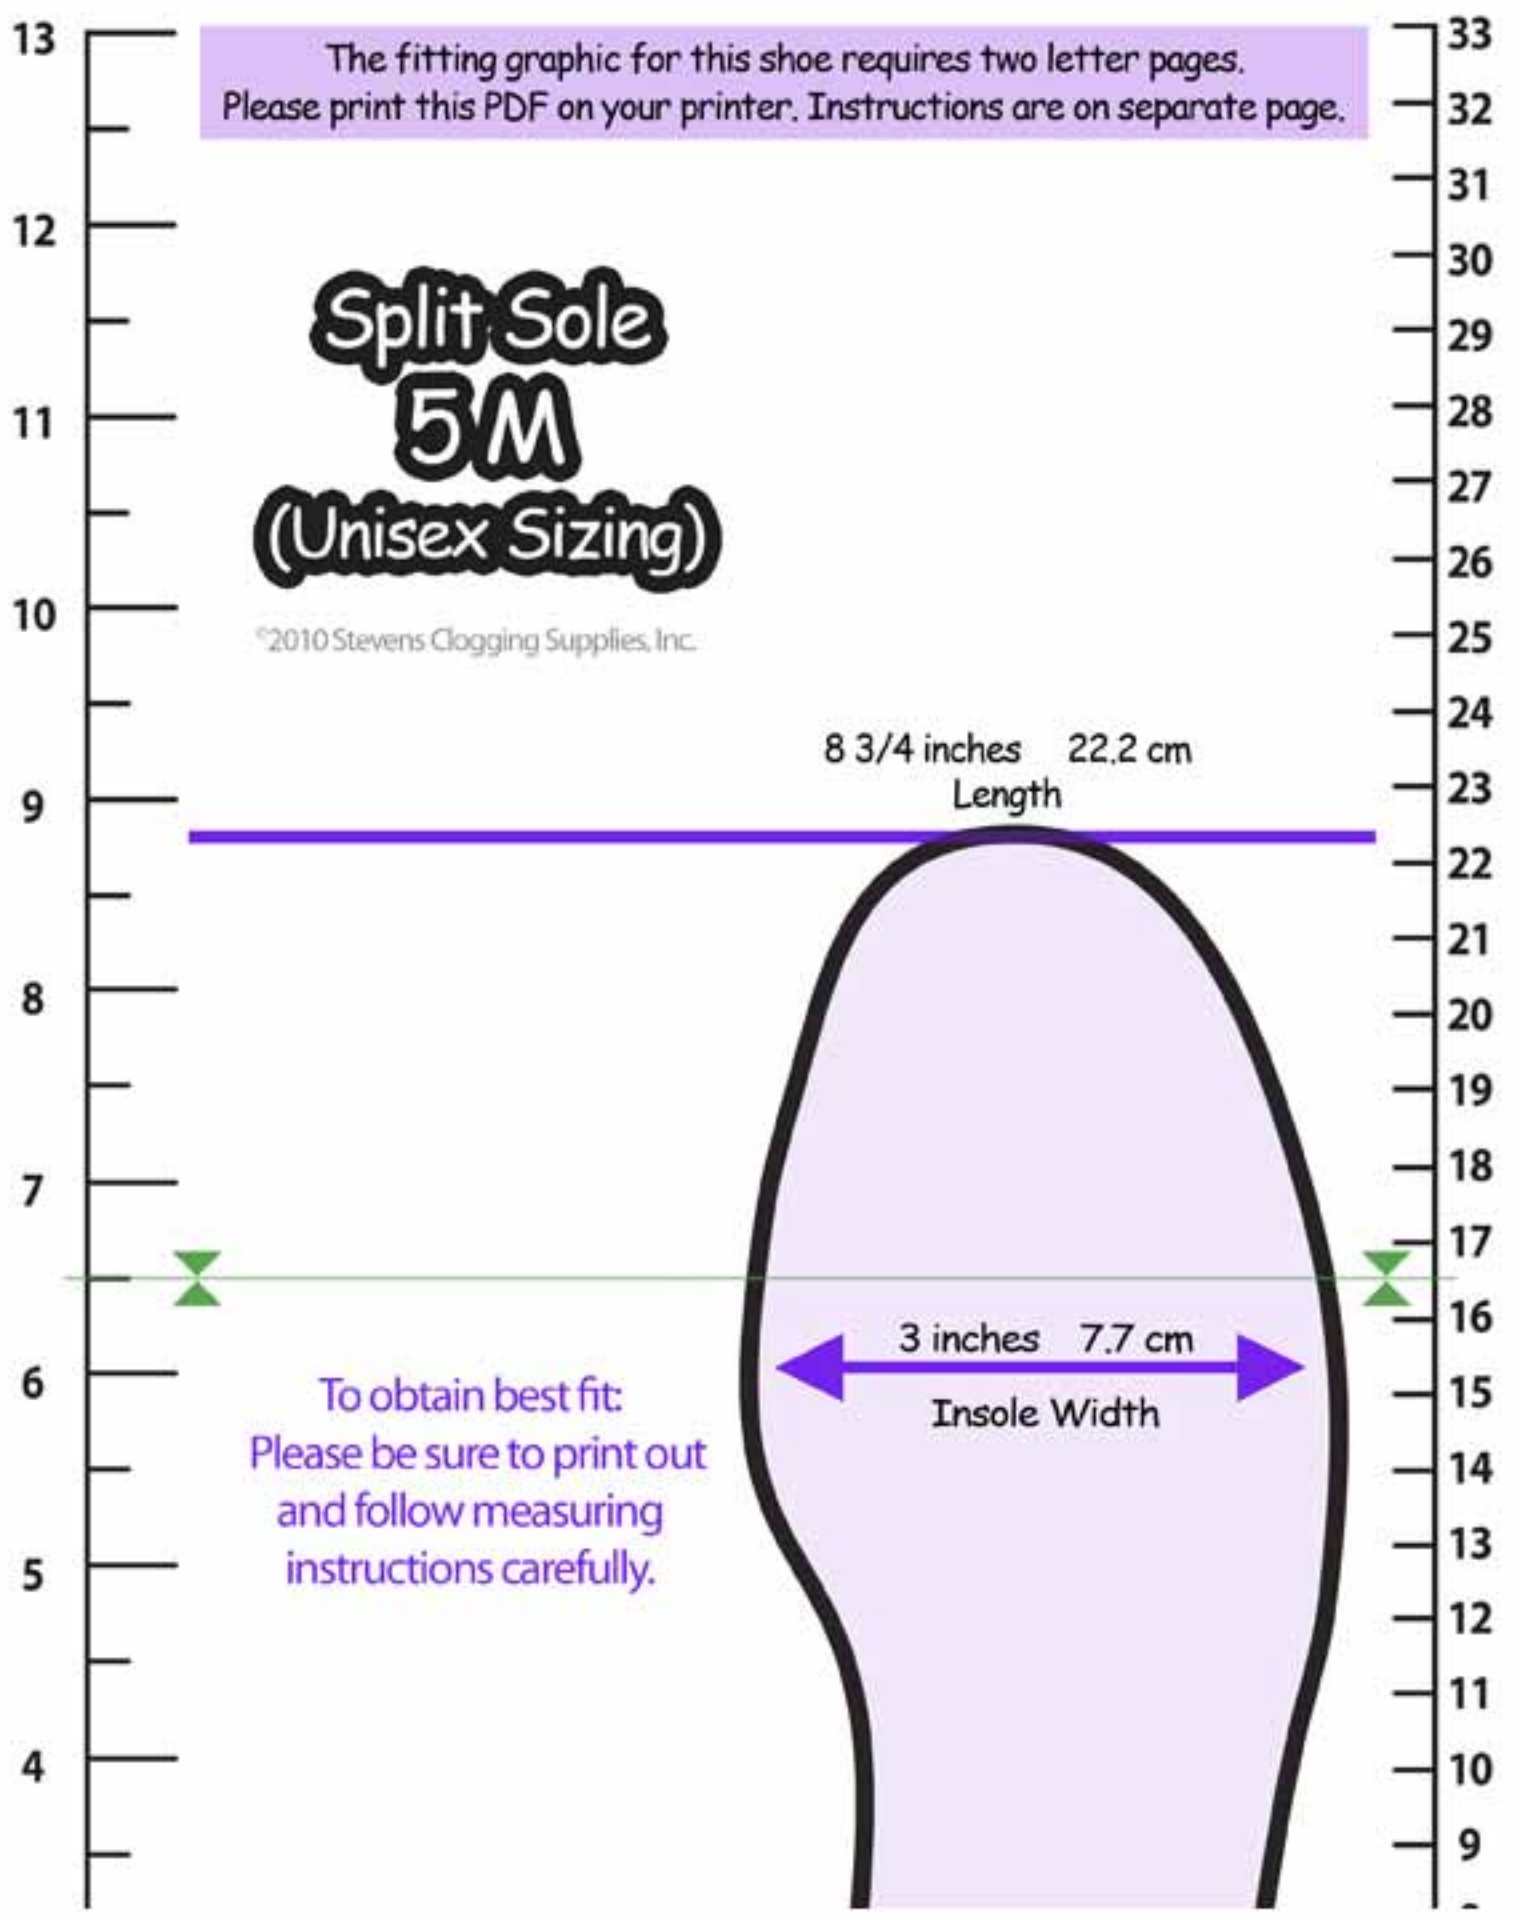 The fitting graphic for this shoe requires two letter pages.
Please print this PDF on your printer. Instructions are on separate page.
Split Sole
5 M
(Unisex Sizing)
©2010 Stevens Clogging Supplies, Inc.
8 3/4 inches 22.2 cm
Length
3 inches 7.7 cm
Insole Width
To obtain best fit:
Please be sure to print out
and follow measuring
instructions carefully.
13
12
11
10
9
8
7
6
5
4
33
32
31
30
29
28
27
26
25
24
23
22
21
20
19
18
17
16
15
14
13
12
11
10
9